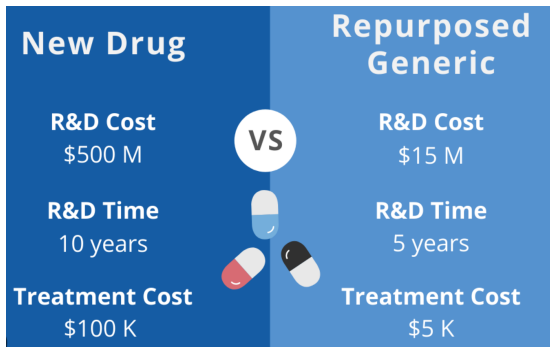 New Drug
R&D Cost
$500 M
R&D Time
10 years
Treatment Cost
$100 K
VS
Repurposed
Generic
R&D Cost
$15 M
R&D Time
5 years
Treatment Cost
$5 K